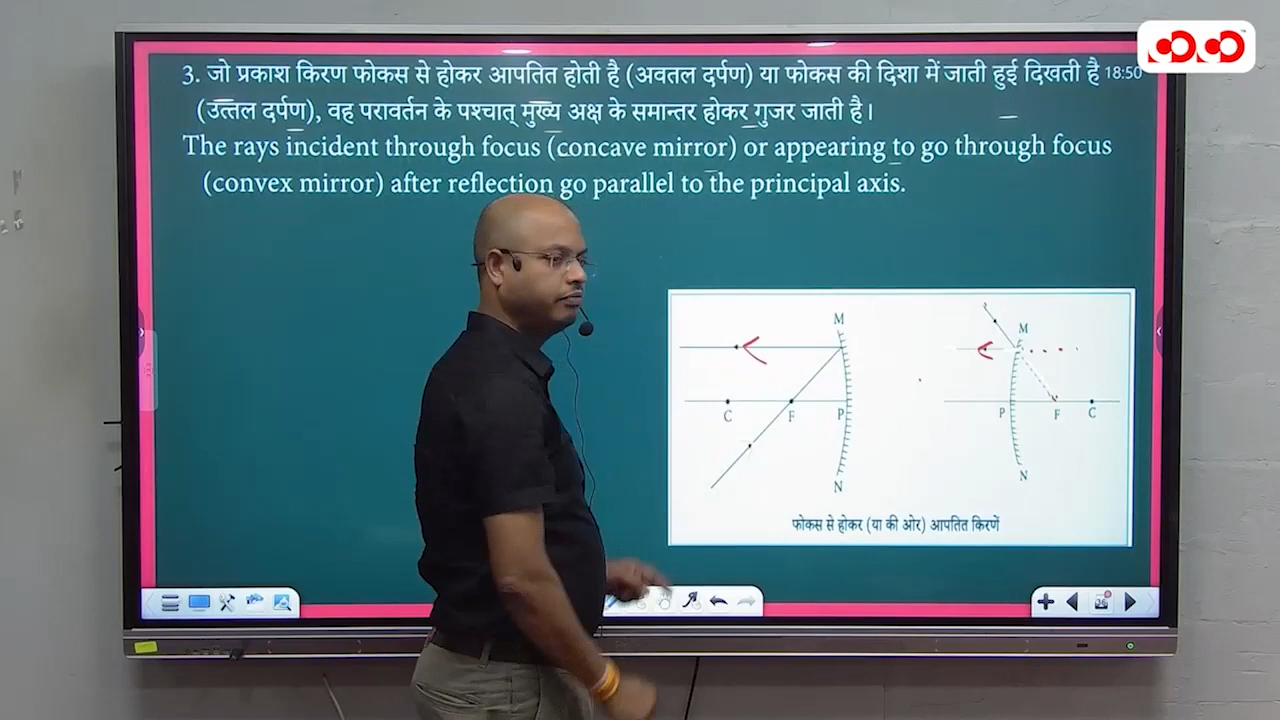 3. जो प्रकाश किरण फोकस से होकर आपतित होती है (अवतल दर्पण) या फोकस की दिशा में जाती हुई दिखती है
18:50
(उत्तल दर्पण), वह परावर्तन के पश्चात् मुख्य अक्ष के समान्तर होकर गुजर जाती है।
The rays incident through focus (concave mirror) or appearing to go through focus
(convex mirror) after reflection go parallel to the principal axis.
M
C F P
N
M
P F C
N
फोकस से होकर (या की ओर) आपतित किरणें
36